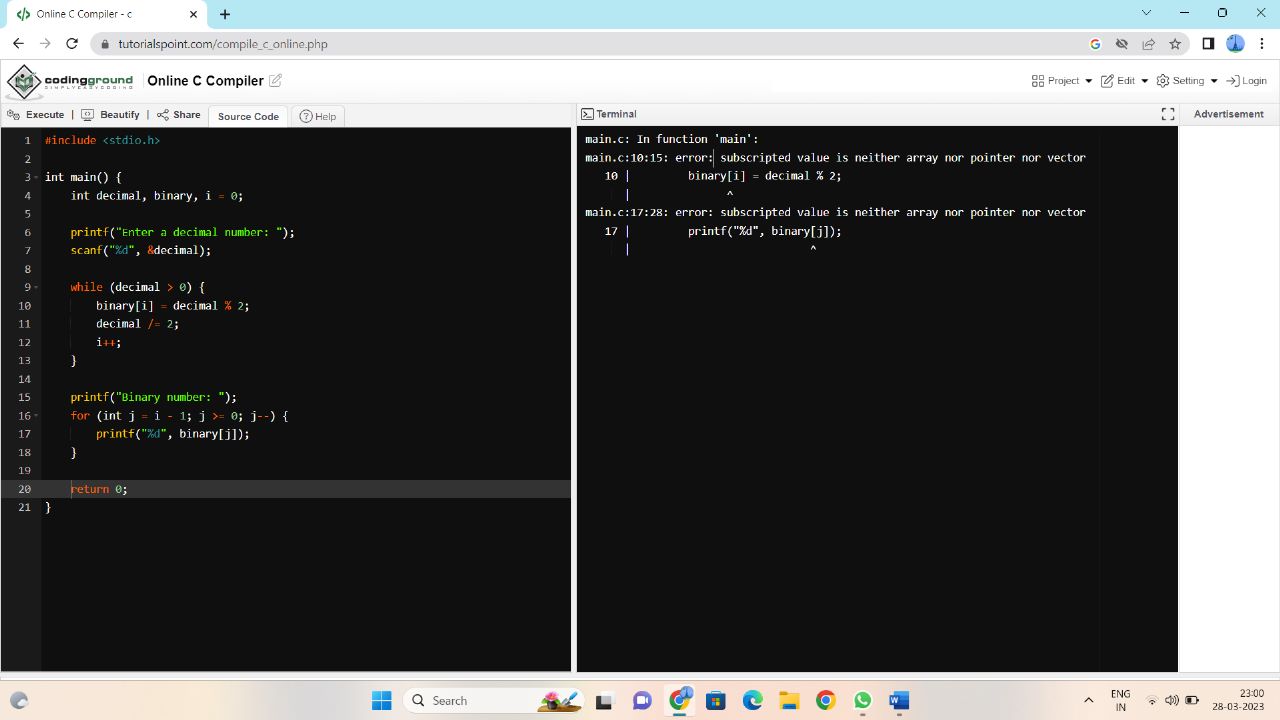 Online C Compiler - c
tutorialspoint.com/compile_c_online.php
codingground
SIMPLYEASYCODING
Online C Compiler
Project
Edit
Setting
Login
Execute | Beautify | Share
Source Code
Help
Terminal
Advertisement
1 #include <stdio.h>
2
3 int main() {
4 int decimal, binary, i = 0;
5
6 printf("Enter a decimal number: ");
7 scanf("%d", &decimal);
8
9 while (decimal > 0) {
10 binary[i] = decimal % 2;
11 decimal /= 2;
12 i++;
13 }
14
15 printf("Binary number: ");
16 for (int j = i - 1; j >= 0; j--) {
17 printf("%d", binary[j]);
18 }
19
20 return 0;
21 }
main.c: In function 'main':
main.c:10:15: error: subscripted value is neither array nor pointer nor vector
10 | binary[i] = decimal % 2;
| ^
main.c:17:28: error: subscripted value is neither array nor pointer nor vector
17 | printf("%d", binary[j]);
| ^
Search
ENG
IN
23:00
28-03-2023